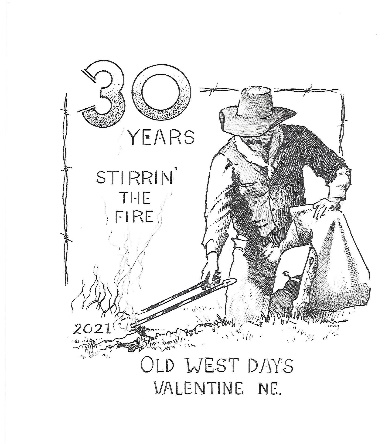 30
YEARS
STIRRIN'
THE
FIRE
2021
OLD WEST DAYS
VALENTINE NE.